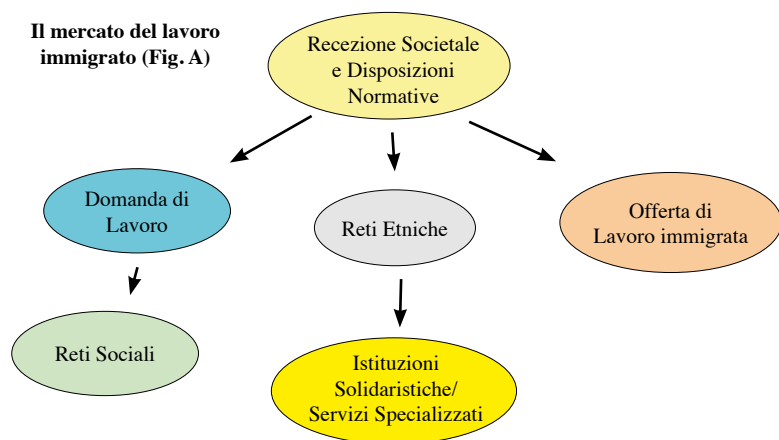 Il mercato del lavoro
immigrato (Fig. A)
Recezione Societale
e Disposizioni
Normative
Domanda di
Lavoro
Reti Etniche
Offerta di
Lavoro immigrata
Reti Sociali
Istituzioni
Solidaristiche/
Servizi Specializzati